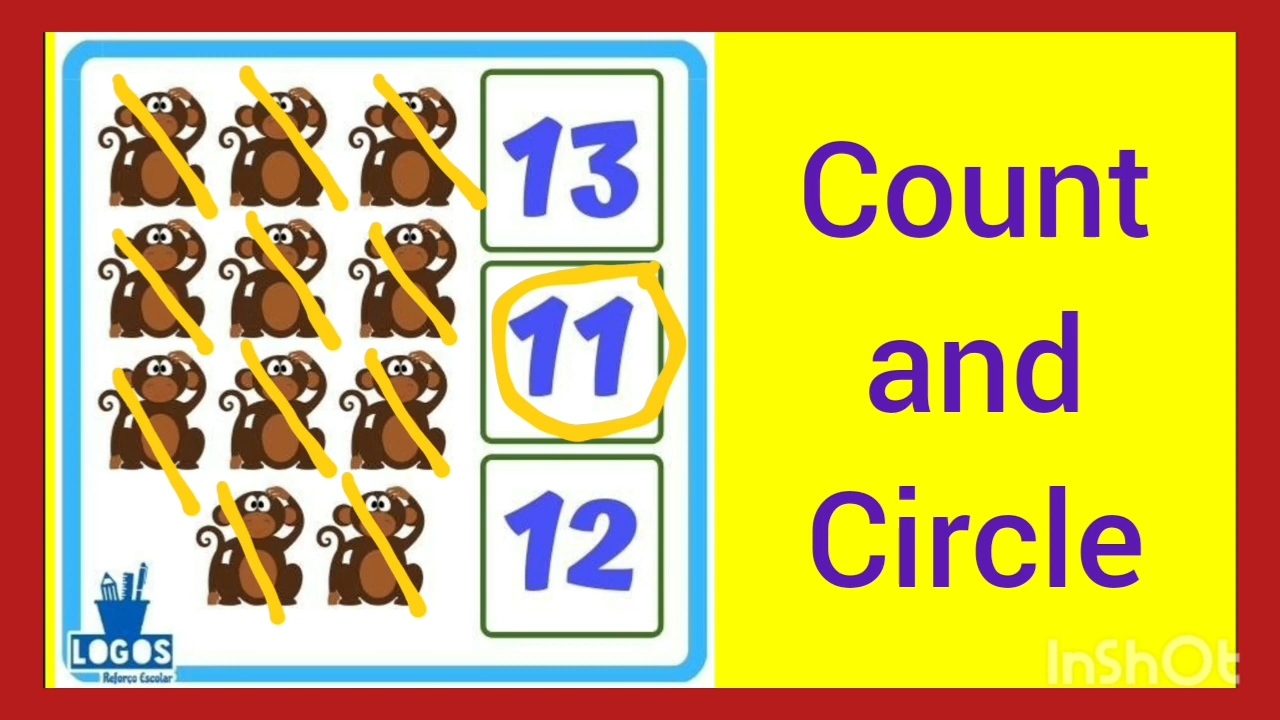 13
11
12
LOGOS
Reforço Escolar
Count
and
Circle
InShOt